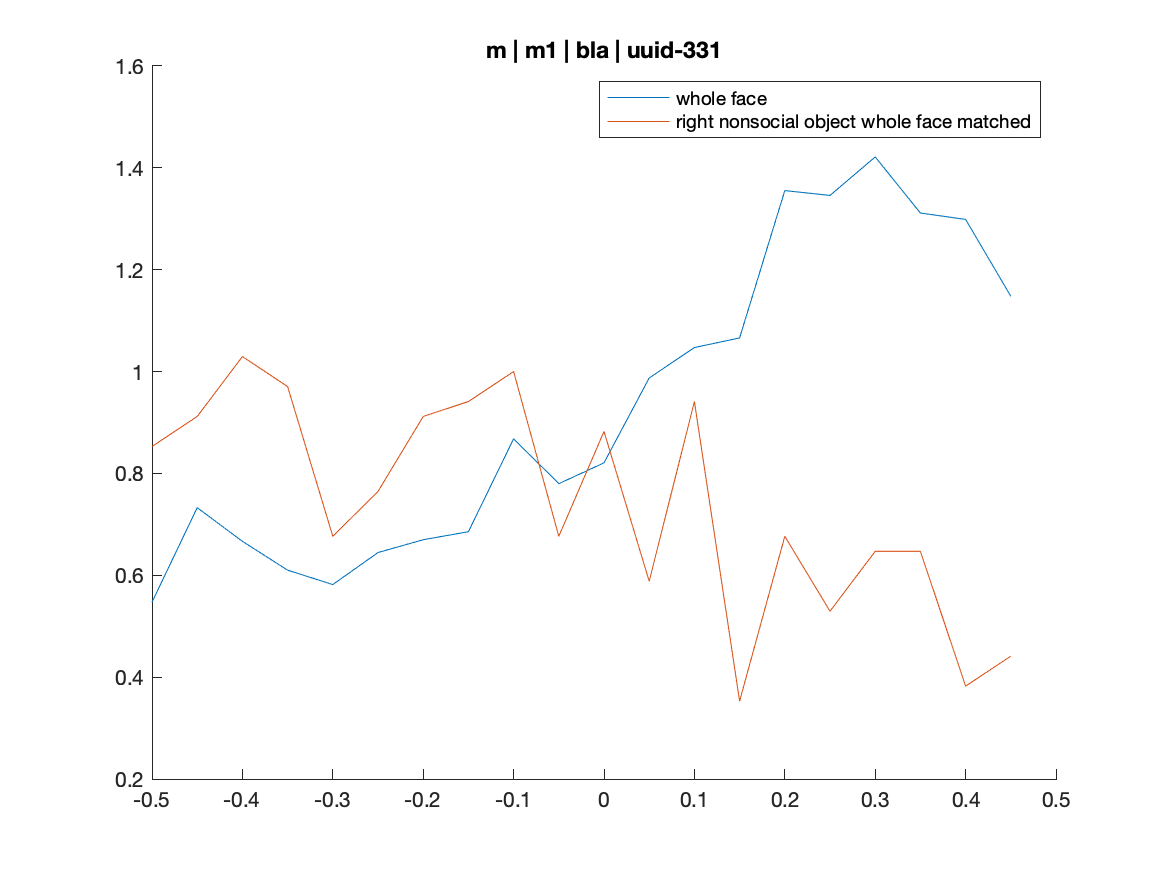 m | m1 | bla | uuid-331
1.6
whole face
right nonsocial object whole face matched
1.4
1.2
1
0.8
0.6
0.4
0.2
-0.5 -0.4 -0.3 -0.2 -0.1 0 0.1 0.2 0.3 0.4 0.5